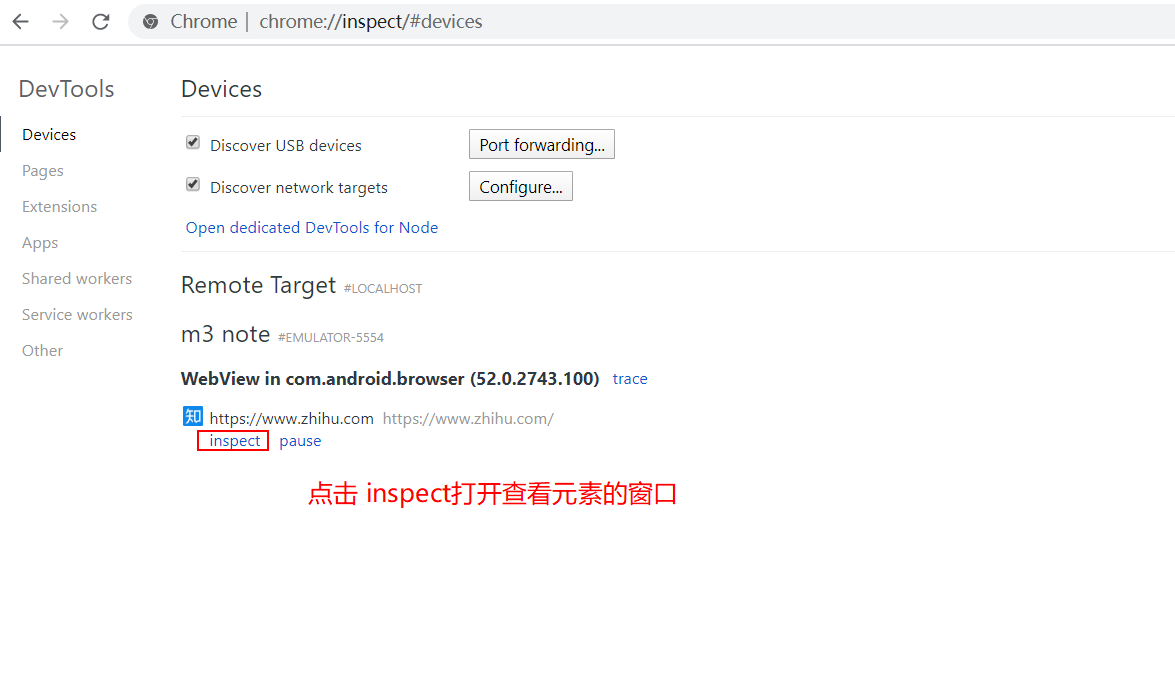 Chrome | chrome://inspect/#devices
DevTools
Devices
Pages
Extensions
Apps
Shared workers
Service workers
Other
Devices
Discover USB devices Port forwarding...
Discover network targets Configure...
Open dedicated DevTools for Node
Remote Target #LOCALHOST
m3 note #EMULATOR-5554
WebView in com.android.browser (52.0.2743.100) trace
知 https://www.zhihu.com https://www.zhihu.com/
inspect pause
点击 inspect打开查看元素的窗口